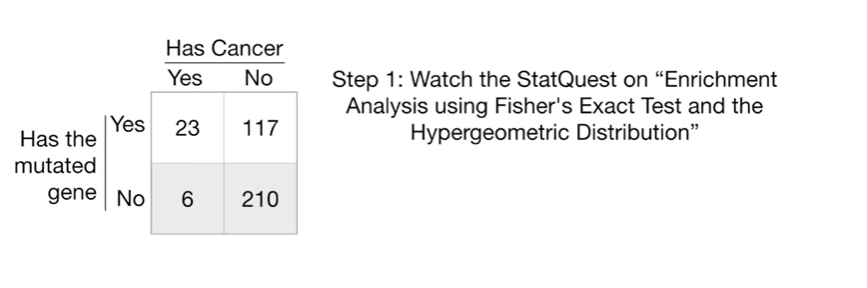 Has Cancer
Yes No
Has the mutated gene
Yes 23 117
No 6 210
Step 1: Watch the StatQuest on “Enrichment
Analysis using Fisher's Exact Test and the
Hypergeometric Distribution”